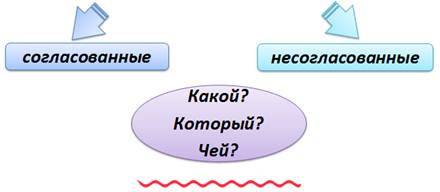 согласованные
несогласованные
Какой?
Который?
Чей?